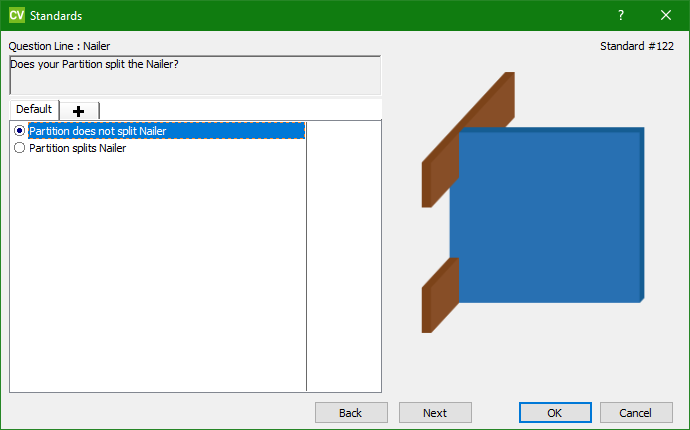 CV Standards
Question Line : Nailer
Standard #122
Does your Partition split the Nailer?
Default
Partition does not split Nailer
Partition splits Nailer
Back Next OK Cancel